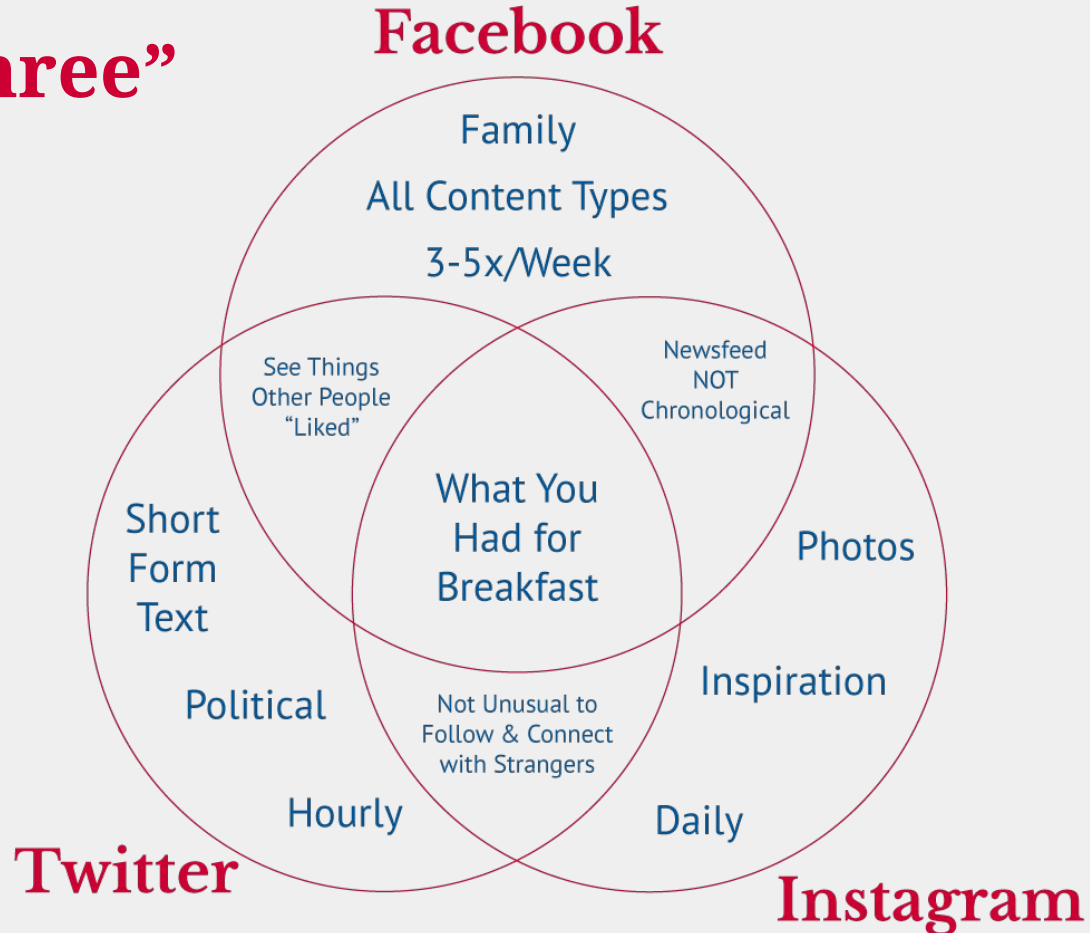 Facebook
hree”
Family
All Content Types
3-5x/Week
See Things
Other People
“Liked”
Newsfeed
NOT
Chronological
What You
Had for
Breakfast
Short
Form
Text
Photos
Political
Inspiration
Not Unusual to
Follow & Connect
with Strangers
Hourly
Daily
Twitter
Instagram